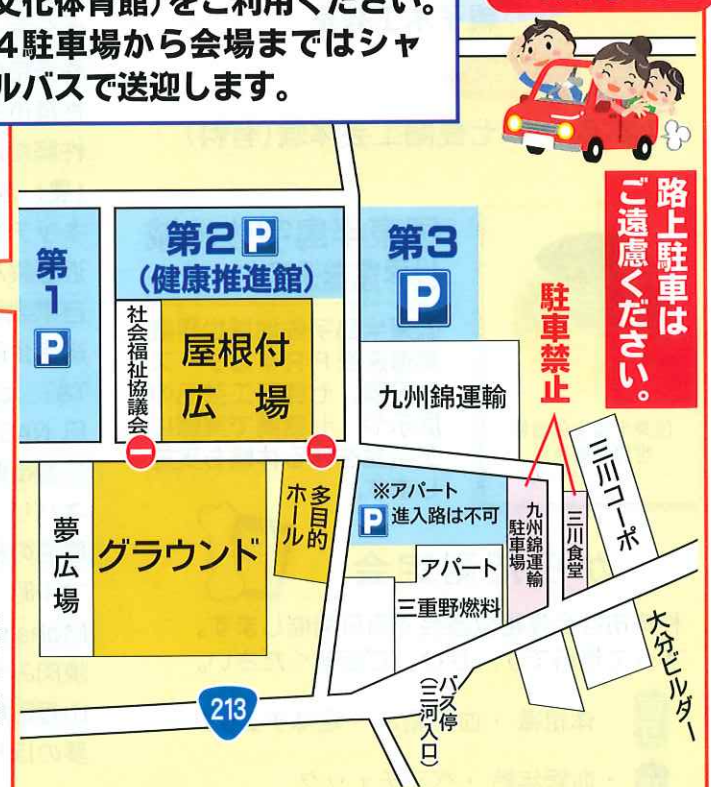 文化体育館)をご利用ください。
4駐車場から会場まではシャ
ルバスで送迎します。
路上駐車は
ご遠慮ください。
第1
P
第2 P
(健康推進館)
第3
P
駐車禁止
社会福祉協議会
屋根付
広場
九州錦運輸
三川コーポ
夢広場
グラウンド
多目的
ホール
※アパート
P 進入路は不可
九州錦運輸
駐車場
三川食堂
アパート
三重野燃料
大分ビルダー
213
バス停
(三河入口)